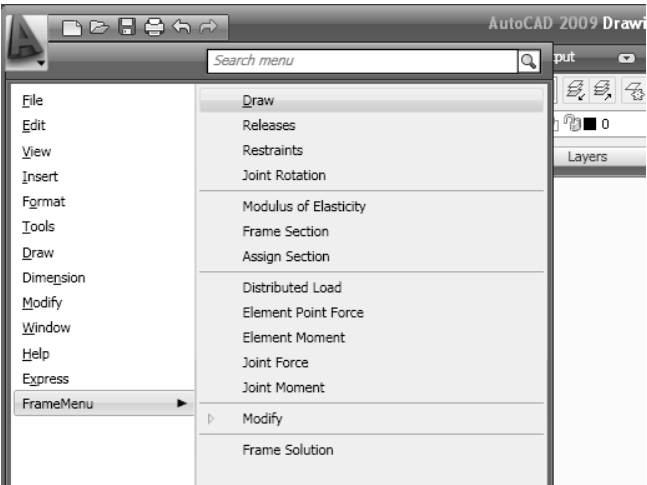 AutoCAD 2009 Drawi
Search menu
put
0
Layers
File
Edit
View
Insert
Format
Tools
Draw
Dimension
Modify
Window
Help
Express
FrameMenu
Draw
Releases
Restraints
Joint Rotation
Modulus of Elasticity
Frame Section
Assign Section
Distributed Load
Element Point Force
Element Moment
Joint Force
Joint Moment
Modify
Frame Solution